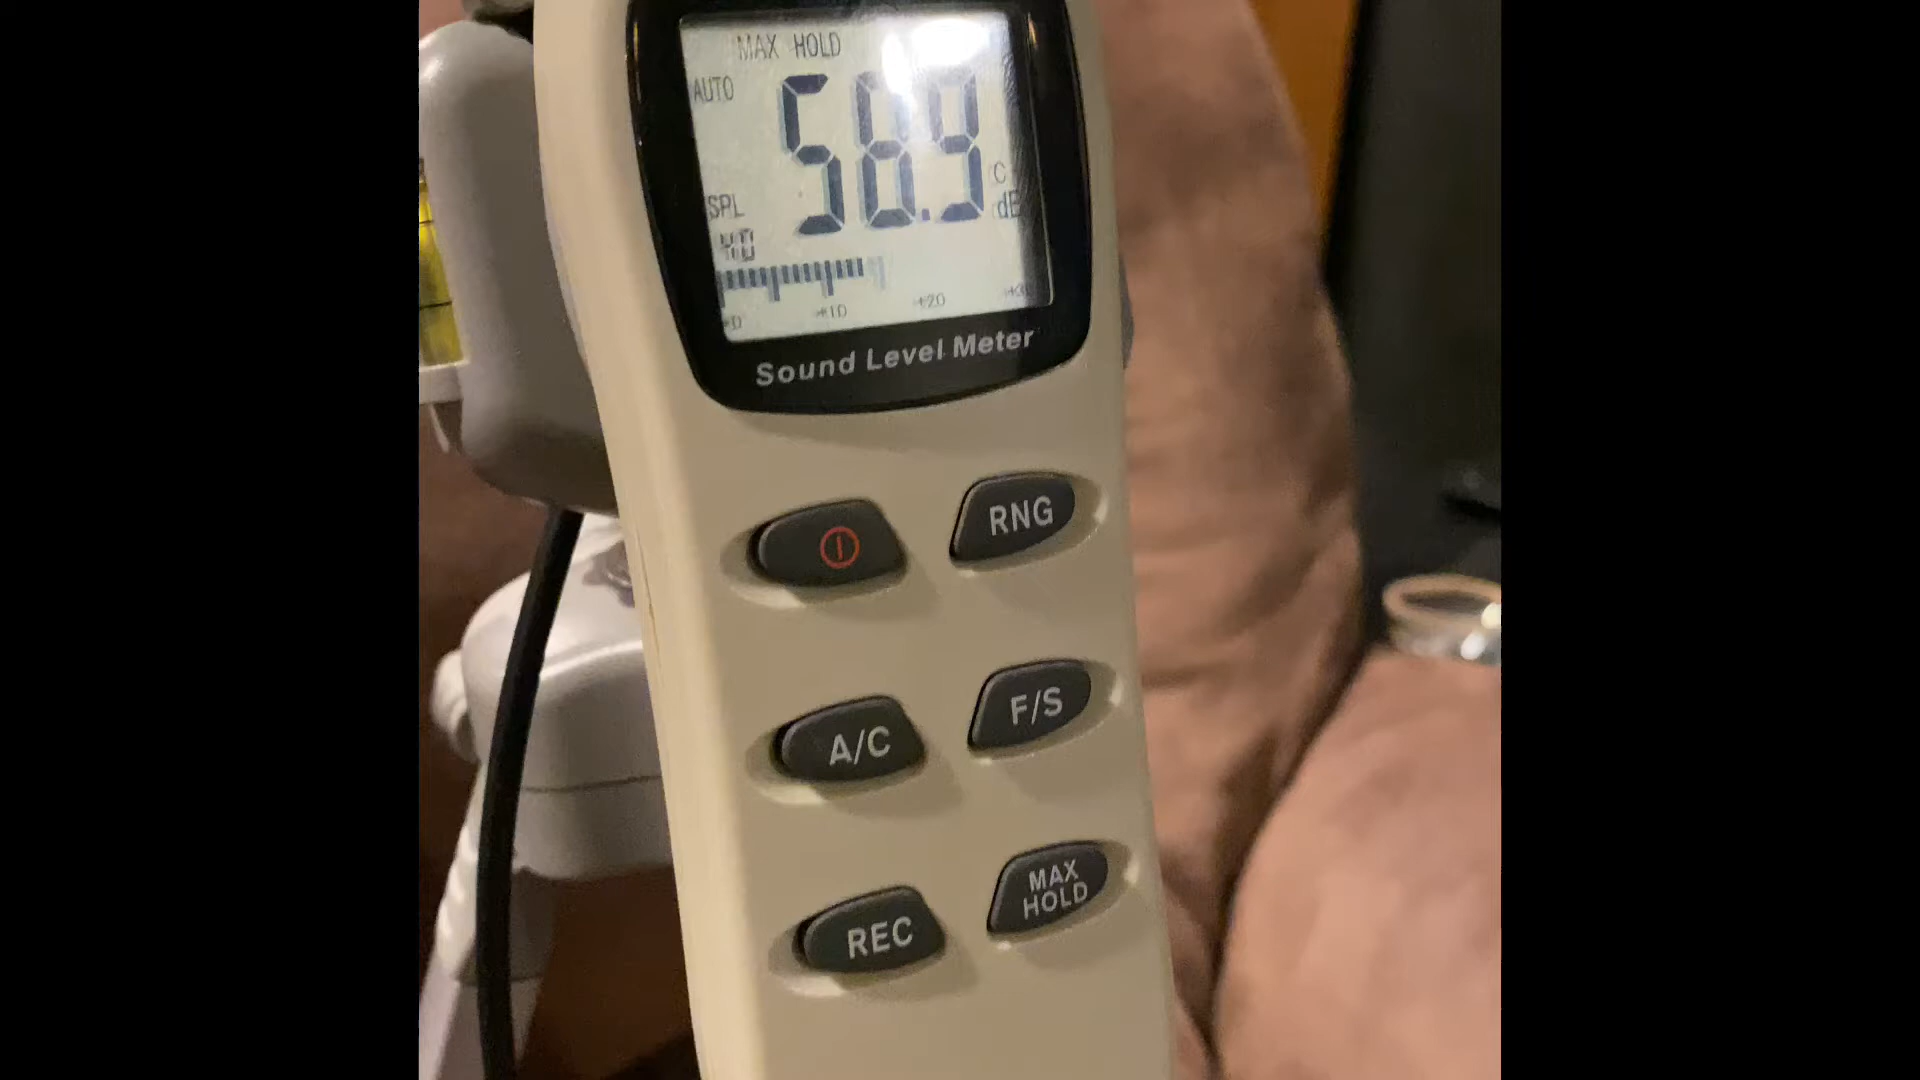 MAX HOLD
AUTO
58.9
C
SPL
dB
40
+10
+20
Sound Level Meter
RNG
A/C
F/S
REC
MAX
HOLD